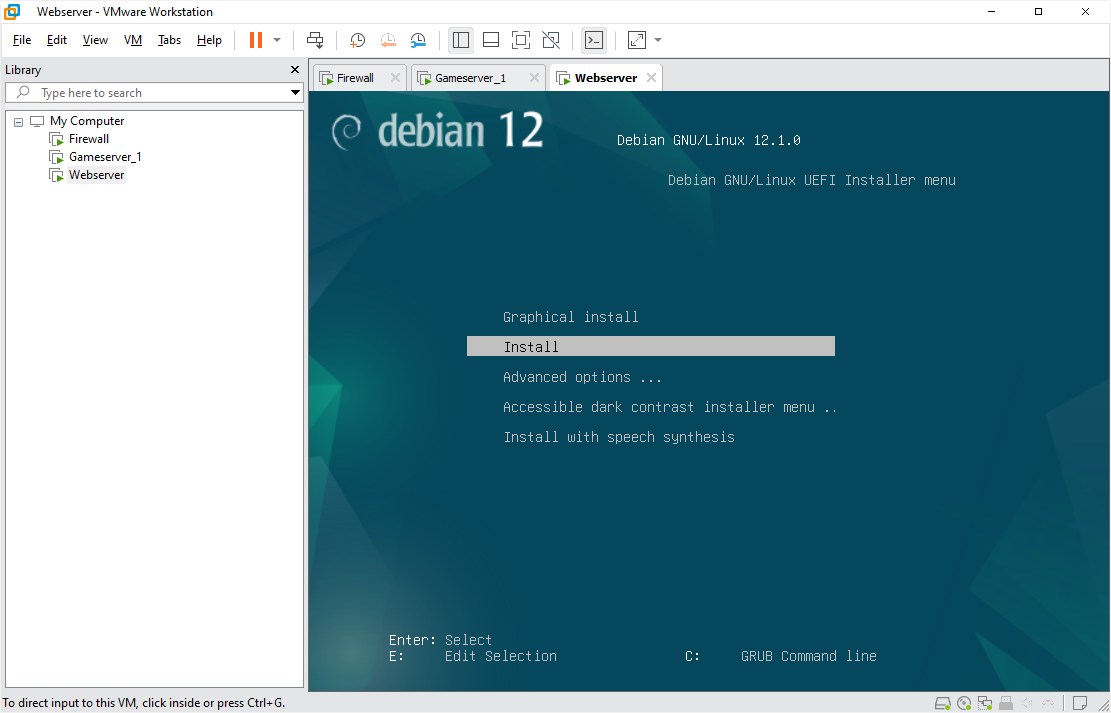 Webserver - VMware Workstation
File Edit View VM Tabs Help
Library
Type here to search
My Computer
Firewall
Gameserver_1
Webserver
Firewall Gameserver_1 Webserver
debian 12
Debian GNU/Linux 12.1.0
Debian GNU/Linux UEFI Installer menu
Graphical install
Install
Advanced options ...
Accessible dark contrast installer menu ..
Install with speech synthesis
Enter: Select
E: Edit Selection C: GRUB Command line
To direct input to this VM, click inside or press Ctrl+G.